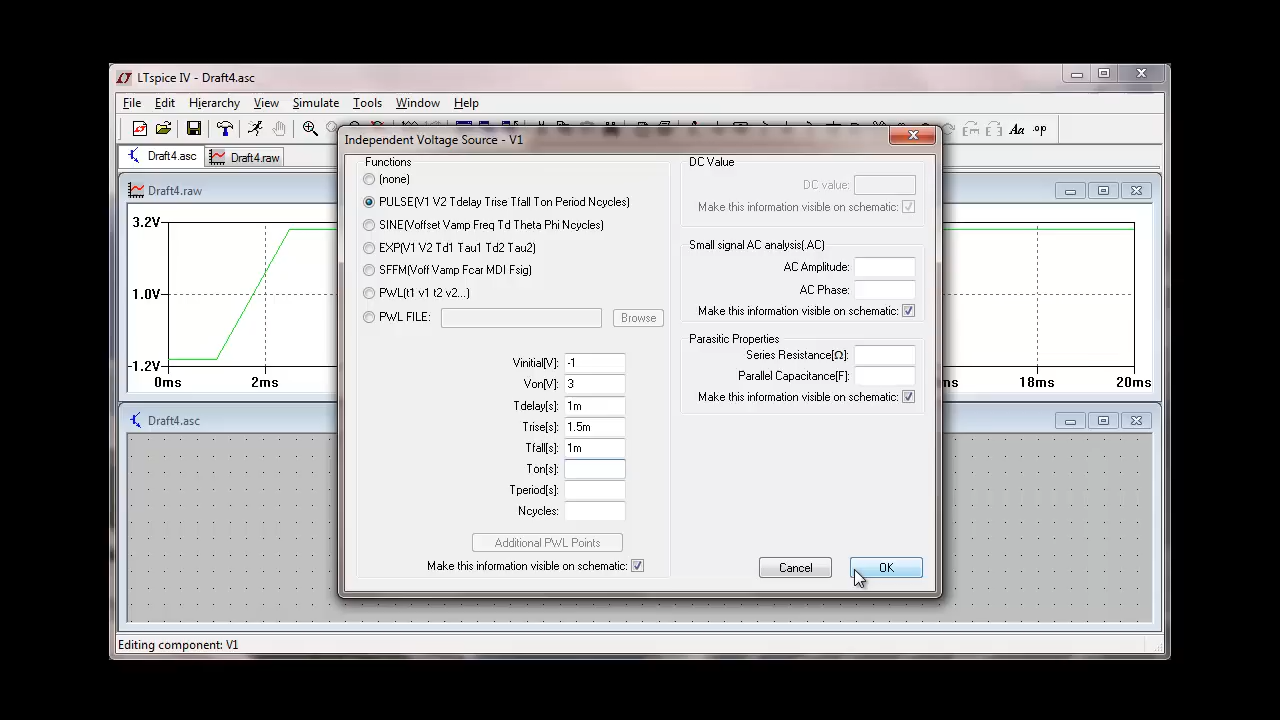 LTspice IV - Draft4.asc
File Edit Hierarchy View Simulate Tools Window Help
Aa .op
Draft4.asc Draft4.raw
Draft4.raw
3.2V
1.0V
-1.2V
0ms 2ms 18ms 20ms
Draft4.asc
Independent Voltage Source - V1
Functions
(none)
PULSE(V1 V2 Tdelay Trise Tfall Ton Period Ncycles)
SINE(Voffset Vamp Freq Td Theta Phi Ncycles)
EXP(V1 V2 Td1 Tau1 Td2 Tau2)
SFFM(Voff Vamp Fcar MDI Fsig)
PWL(t1 v1 t2 v2...)
PWL FILE: Browse
Vinitial[V]: -1
Von[V]: 3
Tdelay[s]: 1m
Trise[s]: 1.5m
Tfall[s]: 1m
Ton[s]:
Tperiod[s]:
Ncycles:
Additional PWL Points
Make this information visible on schematic:
DC Value
DC value:
Make this information visible on schematic:
Small signal AC analysis(.AC)
AC Amplitude:
AC Phase:
Make this information visible on schematic:
Parasitic Properties
Series Resistance[Ω]:
Parallel Capacitance[F]:
Make this information visible on schematic:
Cancel OK
Editing component: V1